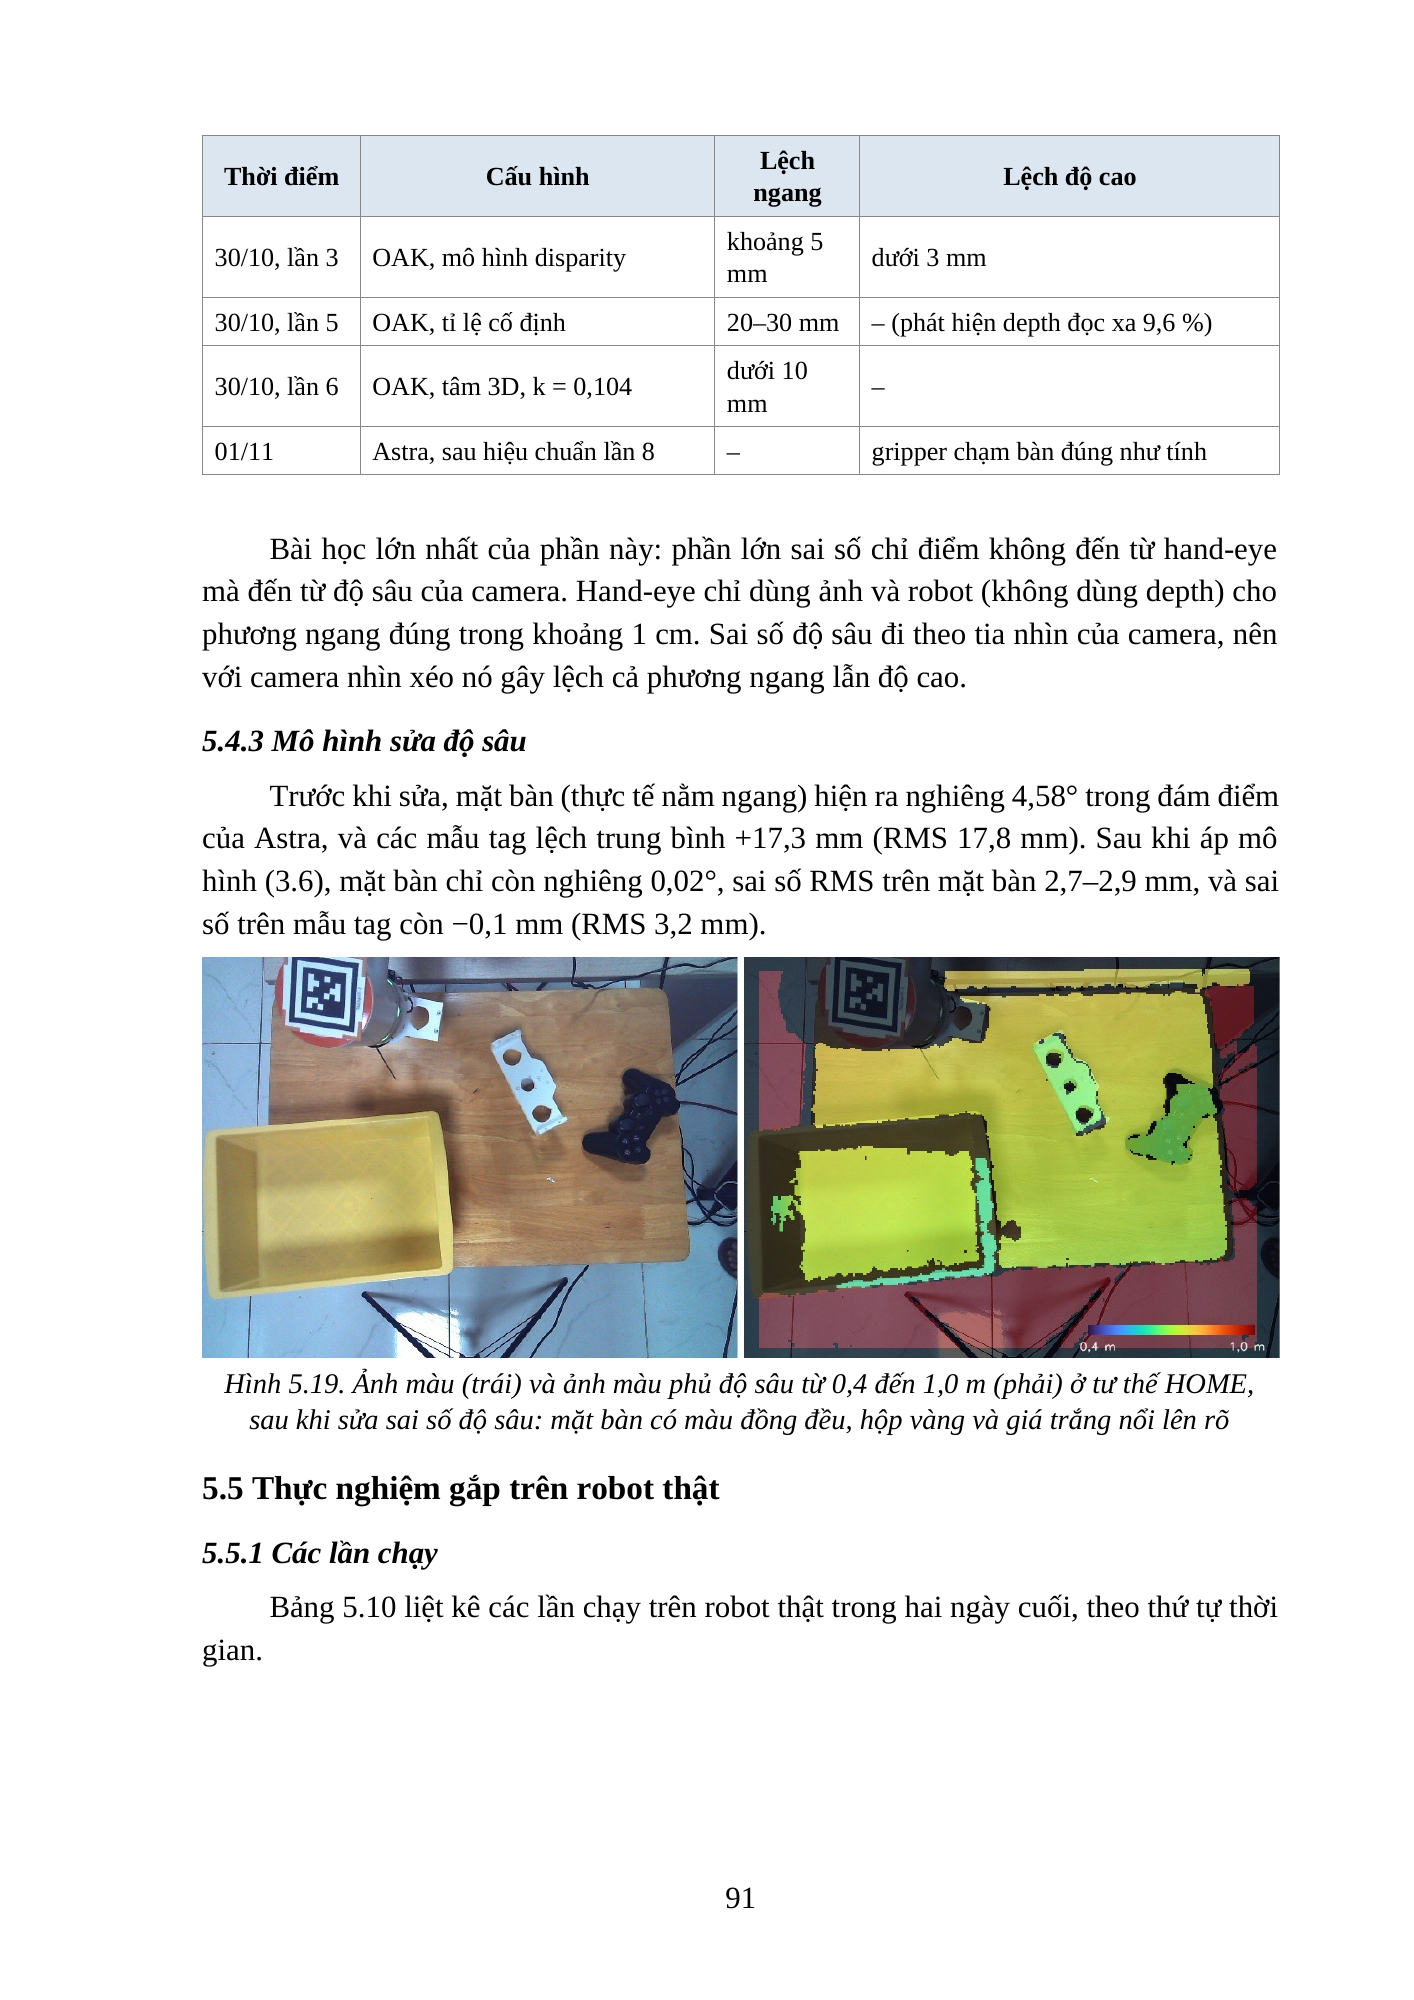 Thời điểm
Cấu hình
Lệch
ngang
Lệch độ cao
30/10, lần 3
OAK, mô hình disparity
khoảng 5
mm
dưới 3 mm
30/10, lần 5
OAK, tỉ lệ cố định
20–30 mm
– (phát hiện depth đọc xa 9,6 %)
30/10, lần 6
OAK, tâm 3D, k = 0,104
dưới 10
mm
–
01/11
Astra, sau hiệu chuẩn lần 8
–
gripper chạm bàn đúng như tính
Bài học lớn nhất của phần này: phần lớn sai số chỉ điểm không đến từ hand-eye
mà đến từ độ sâu của camera. Hand-eye chỉ dùng ảnh và robot (không dùng depth) cho
phương ngang đúng trong khoảng 1 cm. Sai số độ sâu đi theo tia nhìn của camera, nên
với camera nhìn xéo nó gây lệch cả phương ngang lẫn độ cao.
5.4.3 Mô hình sửa độ sâu
Trước khi sửa, mặt bàn (thực tế nằm ngang) hiện ra nghiêng 4,58° trong đám điểm
của Astra, và các mẫu tag lệch trung bình +17,3 mm (RMS 17,8 mm). Sau khi áp mô
hình (3.6), mặt bàn chỉ còn nghiêng 0,02°, sai số RMS trên mặt bàn 2,7–2,9 mm, và sai
số trên mẫu tag còn −0,1 mm (RMS 3,2 mm).
0,4 m
1,0 m
Hình 5.19. Ảnh màu (trái) và ảnh màu phủ độ sâu từ 0,4 đến 1,0 m (phải) ở tư thế HOME,
sau khi sửa sai số độ sâu: mặt bàn có màu đồng đều, hộp vàng và giá trắng nổi lên rõ
5.5 Thực nghiệm gắp trên robot thật
5.5.1 Các lần chạy
Bảng 5.10 liệt kê các lần chạy trên robot thật trong hai ngày cuối, theo thứ tự thời
gian.
91